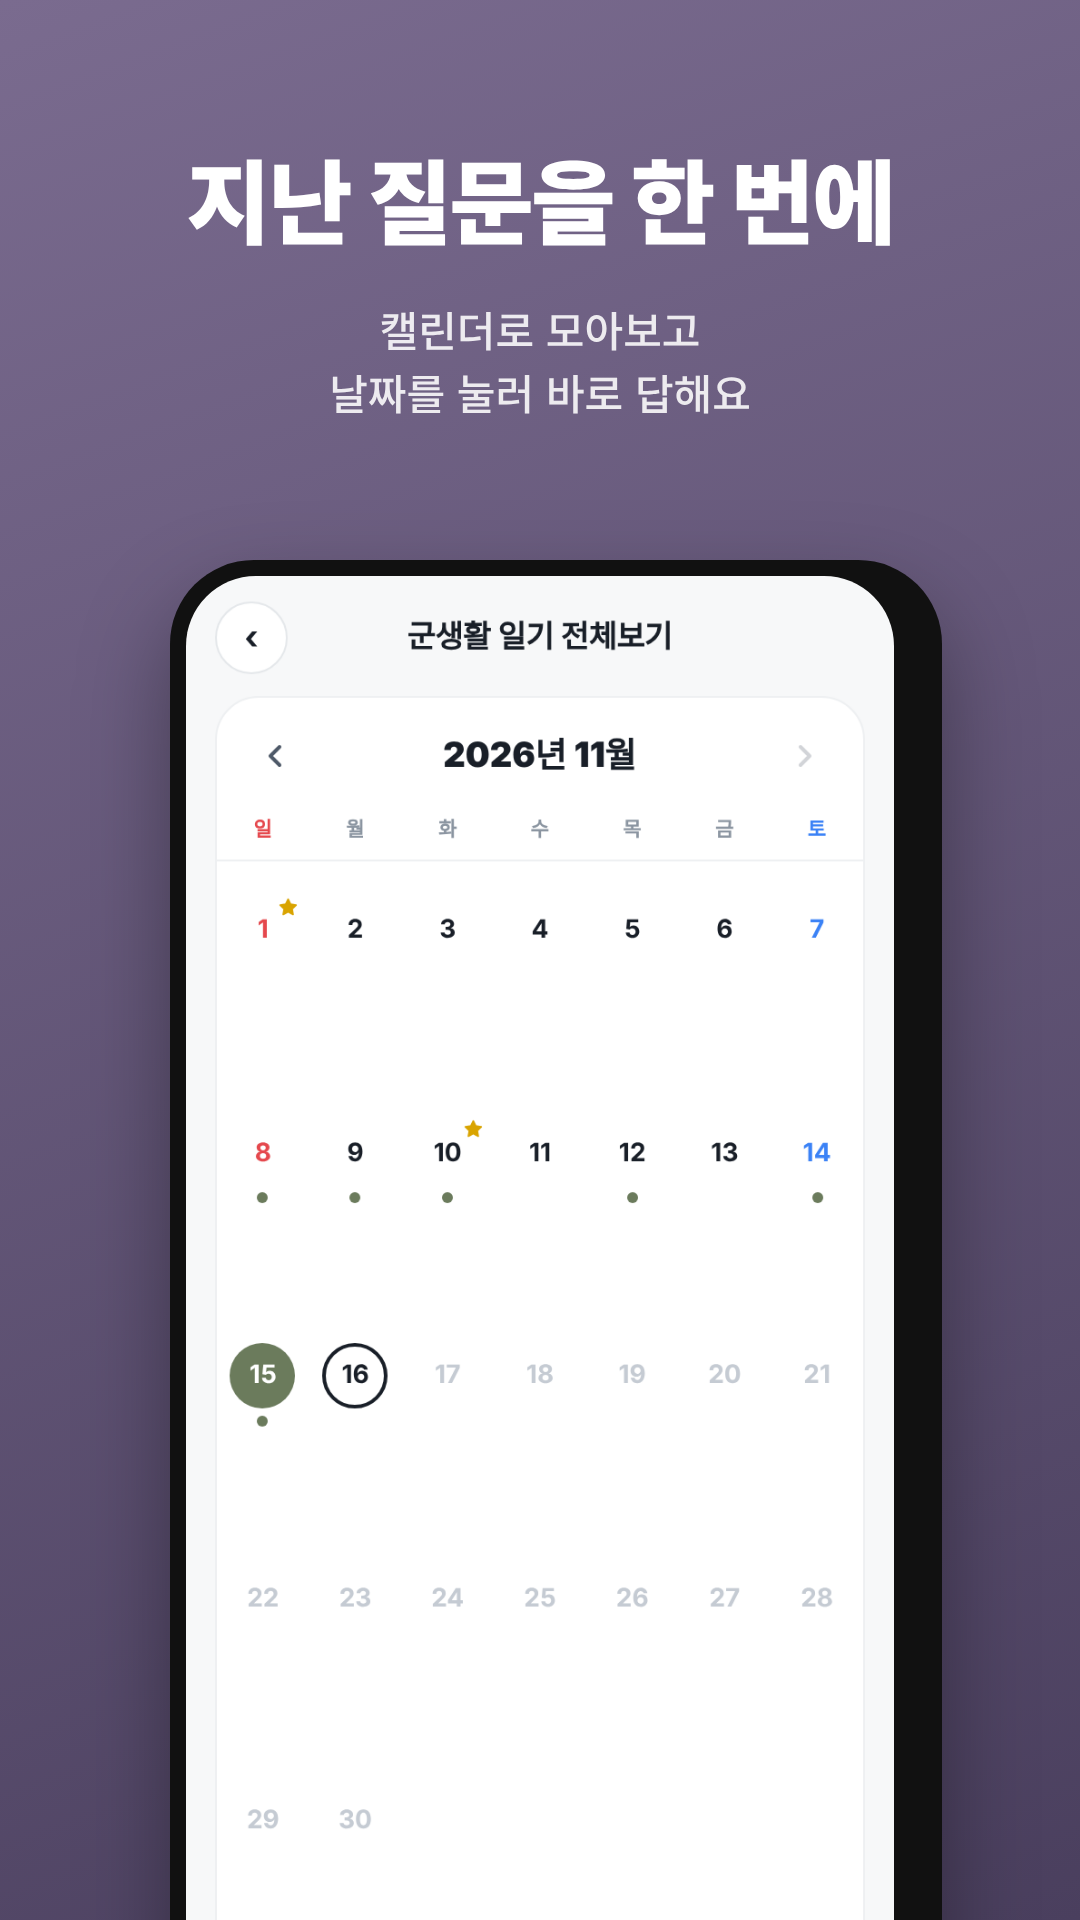 지난 질문을 한 번에
캘린더로 모아보고
날짜를 눌러 바로 답해요
군생활 일기 전체보기
2026년 11월
일 월 화 수 목 금 토
1 2 3 4 5 6 7
8 9 10 11 12 13 14
15 16 17 18 19 20 21
22 23 24 25 26 27 28
29 30